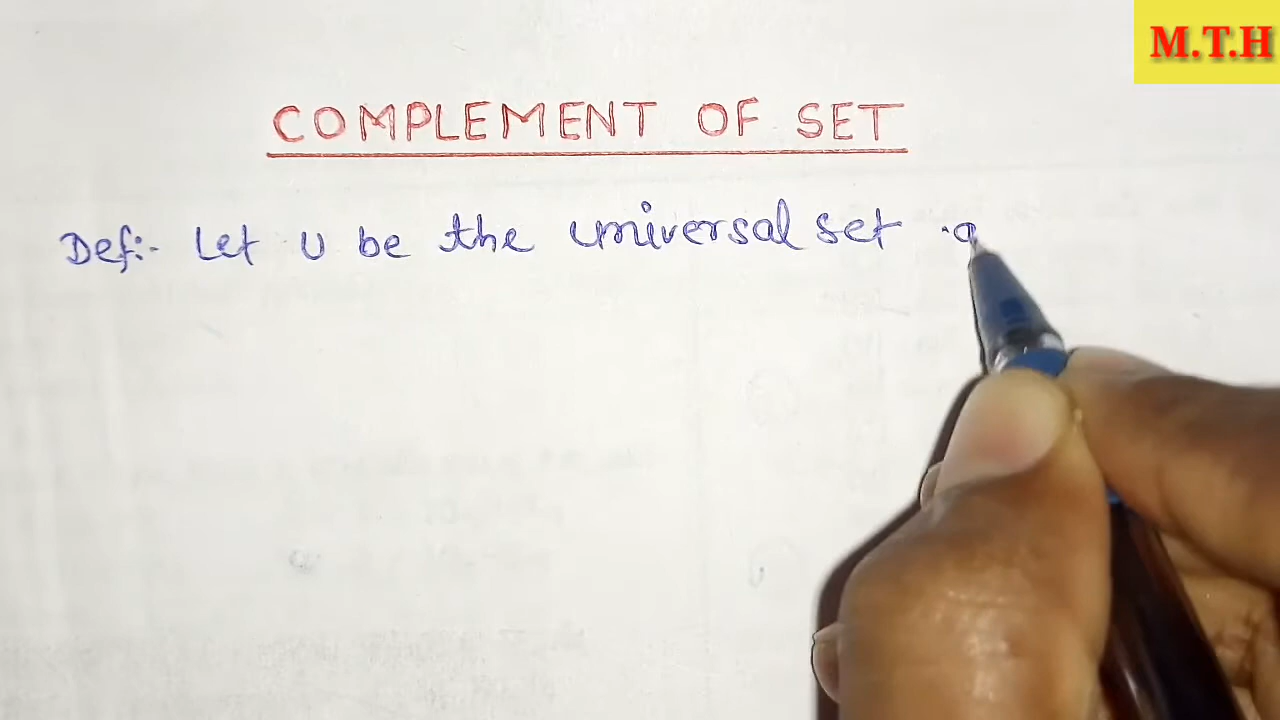 M.T.H
COMPLEMENT OF SET
Def:- Let U be the universal set